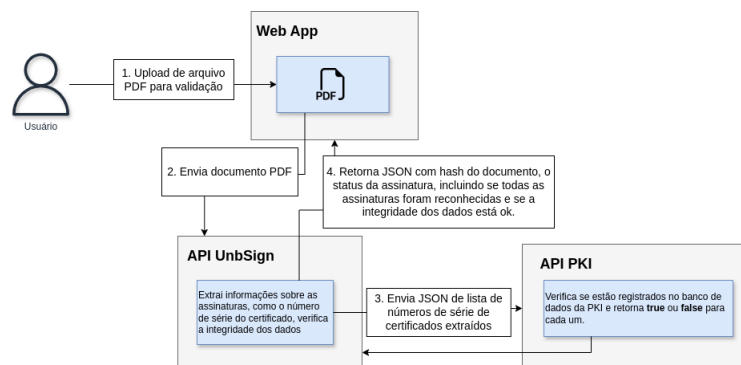 Web App
PDF
1. Upload de arquivo
PDF para validação
Usuário
2. Envia documento PDF
4. Retorna JSON com hash do documento, o
status da assinatura, incluindo se todas as
assinaturas foram reconhecidas e se a
integridade dos dados está ok.
API UnbSign
Extrai informações sobre as
assinaturas, como o número
de série do certificado, verifica
a integridade dos dados
3. Envia JSON de lista de
números de série de
certificados extraídos
API PKI
Verifica se estão registrados no banco de
dados da PKI e retorna true ou false para
cada um.